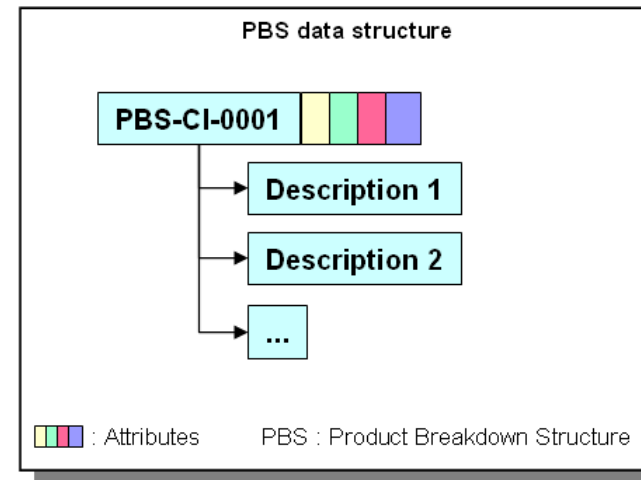 PBS data structure
PBS-CI-0001
Description 1
Description 2
...
: Attributes
PBS : Product Breakdown Structure